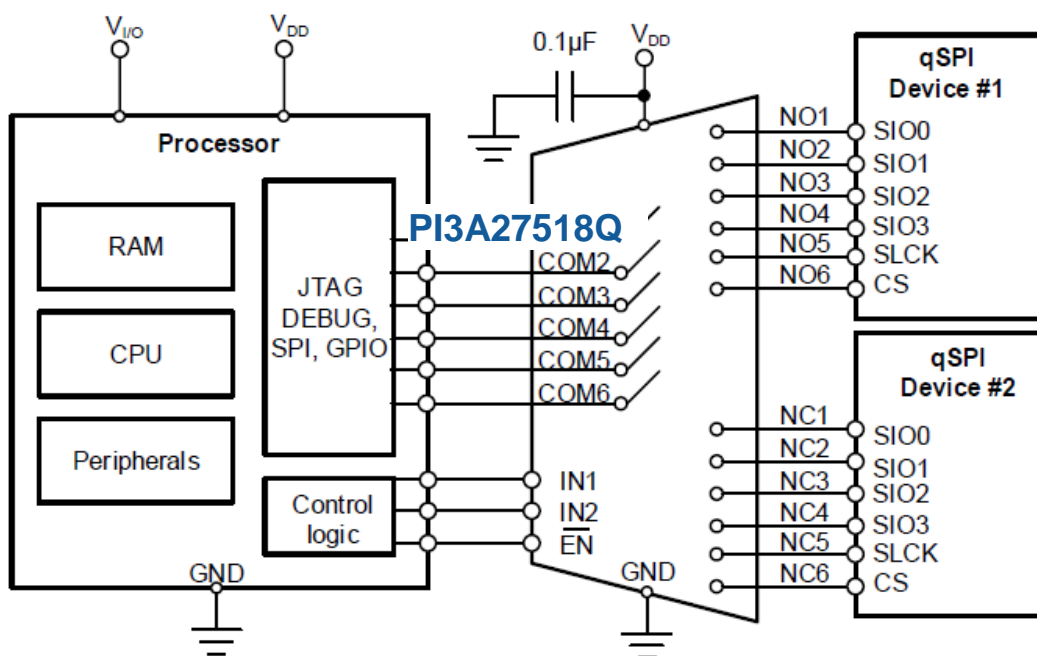 V_I/O
V_DD
0.1µF
V_DD
Processor
RAM
CPU
Peripherals
JTAG
DEBUG,
SPI, GPIO
Control
logic
GND
PI3A27518Q
COM2
COM3
COM4
COM5
COM6
IN1
IN2
E̅N̅
GND
NO1
NO2
NO3
NO4
NO5
NO6
NC1
NC2
NC3
NC4
NC5
NC6
qSPI
Device #1
SIO0
SIO1
SIO2
SIO3
SLCK
CS
qSPI
Device #2
SIO0
SIO1
SIO2
SIO3
SLCK
CS